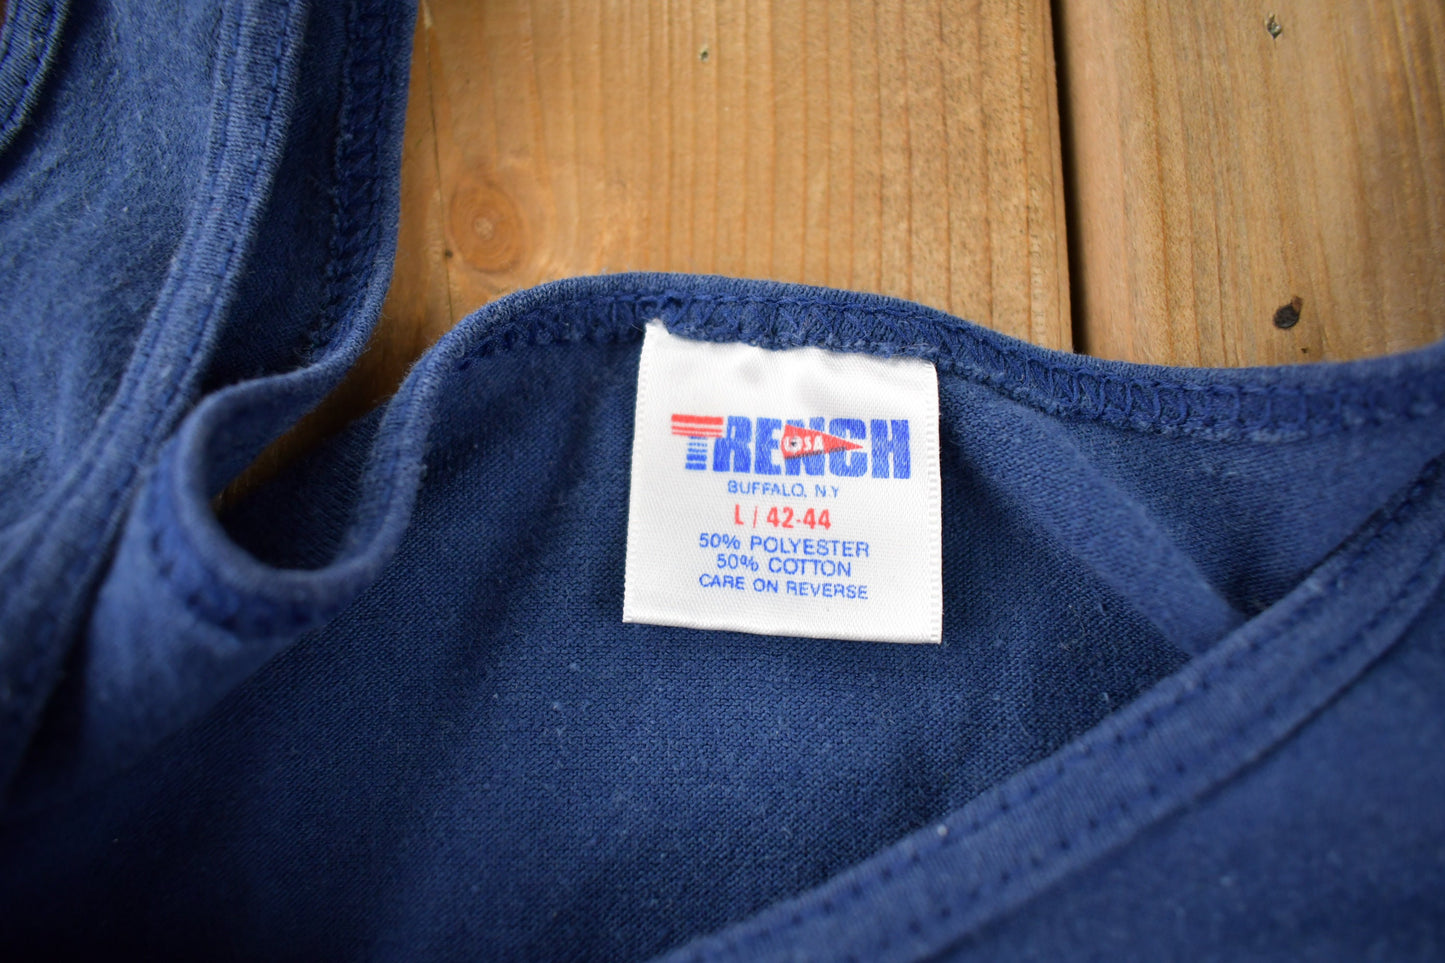 TRENCH
USA
BUFFALO, N.Y
L / 42-44
50% POLYESTER
50% COTTON
CARE ON REVERSE